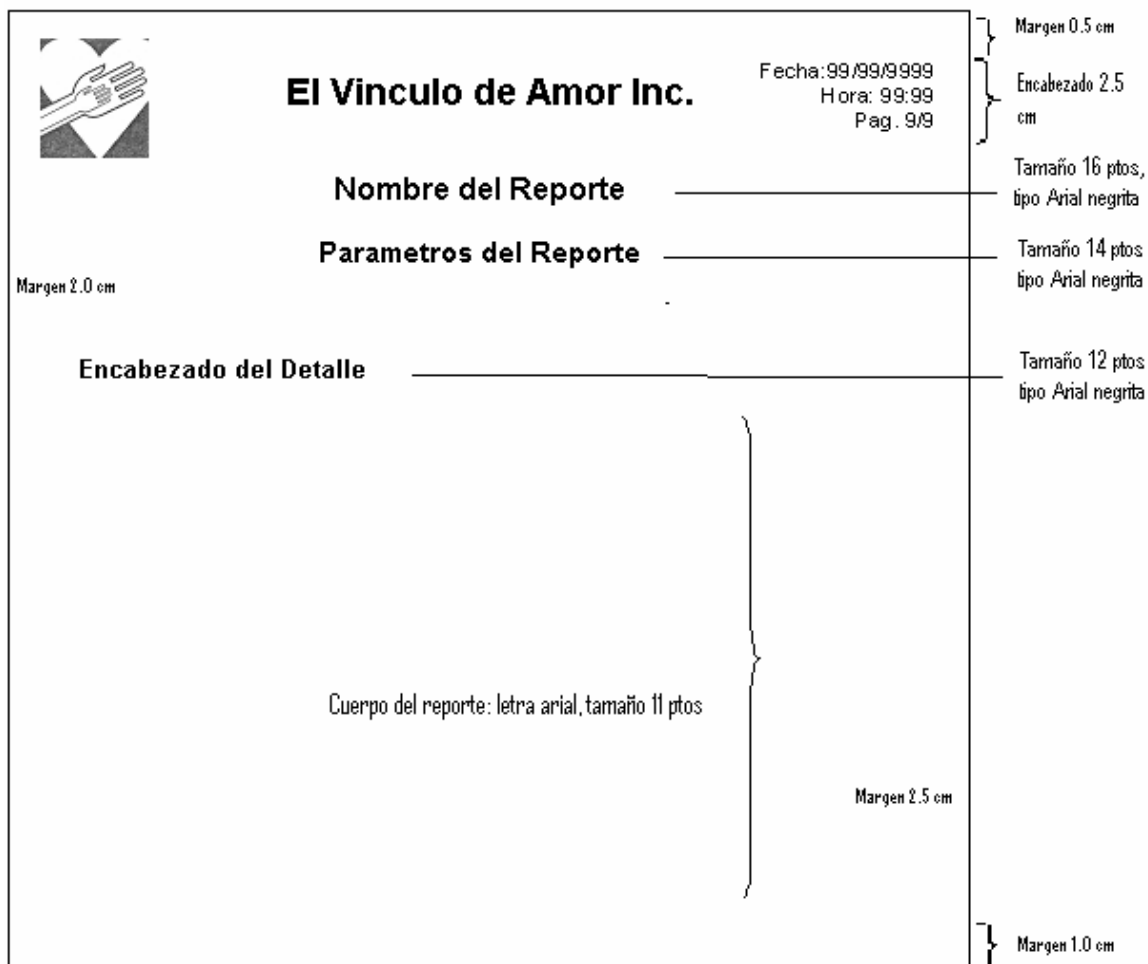 Margen 0.5 cm
El Vinculo de Amor Inc.
Fecha:99/99/9999
Hora: 99:99
Pag. 9/9
Encabezado 2.5
cm
Nombre del Reporte
Tamaño 16 ptos,
tipo Arial negrita
Parametros del Reporte
Tamaño 14 ptos
tipo Arial negrita
Margen 2.0 cm
Encabezado del Detalle
Tamaño 12 ptos
tipo Arial negrita
Cuerpo del reporte: letra arial, tamaño 11 ptos
Margen 2.5 cm
Margen 1.0 cm